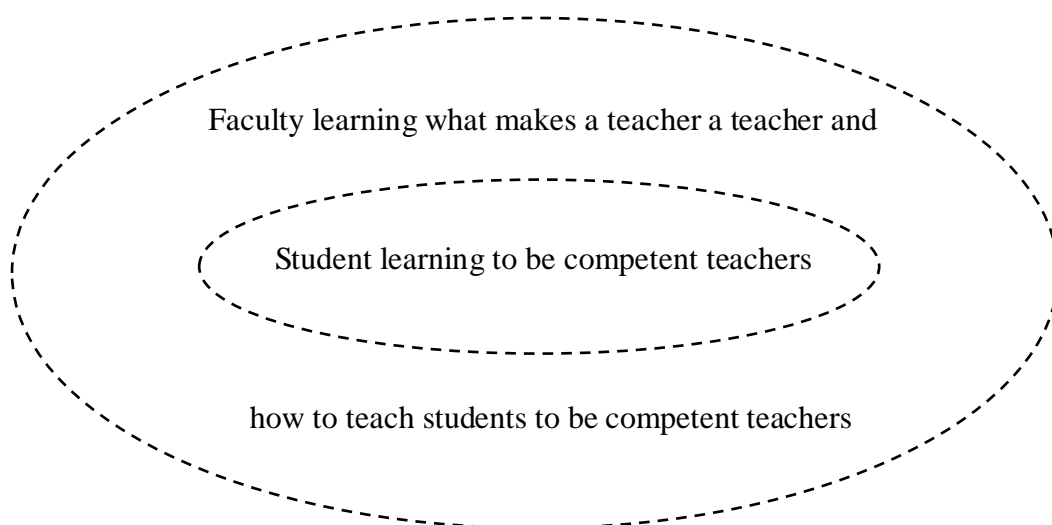 Faculty learning what makes a teacher a teacher and
Student learning to be competent teachers
how to teach students to be competent teachers